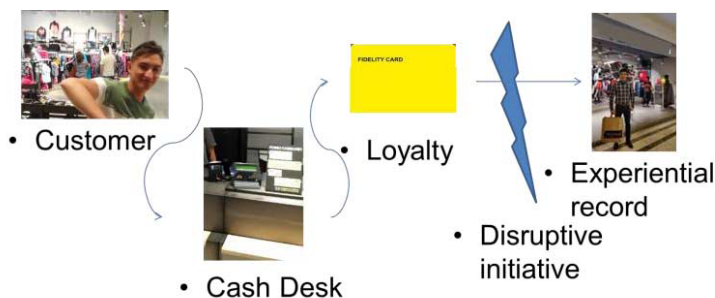 FIDELITY CARD
• Customer
• Loyalty
• Experiential
record
• Disruptive
initiative
• Cash Desk